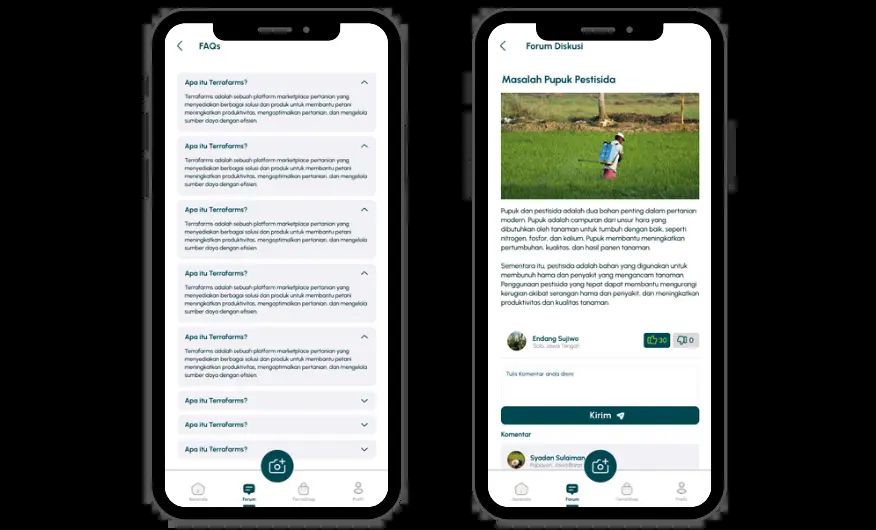 FAQs
Apa itu Terrafarms?
Terrafarms adalah sebuah platform marketplace pertanian yang
menyediakan berbagai solusi dan produk untuk membantu petani
meningkatkan produktivitas, mengoptimalkan pertanian, dan mengelola
sumber daya dengan efisien.
Apa itu Terrafarms?
Terrafarms adalah sebuah platform marketplace pertanian yang
menyediakan berbagai solusi dan produk untuk membantu petani
meningkatkan produktivitas, mengoptimalkan pertanian, dan mengelola
sumber daya dengan efisien.
Apa itu Terrafarms?
Terrafarms adalah sebuah platform marketplace pertanian yang
menyediakan berbagai solusi dan produk untuk membantu petani
meningkatkan produktivitas, mengoptimalkan pertanian, dan mengelola
sumber daya dengan efisien.
Apa itu Terrafarms?
Terrafarms adalah sebuah platform marketplace pertanian yang
menyediakan berbagai solusi dan produk untuk membantu petani
meningkatkan produktivitas, mengoptimalkan pertanian, dan mengelola
sumber daya dengan efisien.
Apa itu Terrafarms?
Terrafarms adalah sebuah platform marketplace pertanian yang
menyediakan berbagai solusi dan produk untuk membantu petani
meningkatkan produktivitas, mengoptimalkan pertanian, dan mengelola
sumber daya dengan efisien.
Apa itu Terrafarms?
Apa itu Terrafarms?
Apa itu Terrafarms?
Beranda Forum TerraShop Profil
Forum Diskusi
Masalah Pupuk Pestisida
Pupuk dan pestisida adalah dua bahan penting dalam pertanian
modern. Pupuk adalah campuran dari unsur hara yang
dibutuhkan oleh tanaman untuk tumbuh dengan baik, seperti
nitrogen, fosfor, dan kalium. Pupuk membantu meningkatkan
pertumbuhan, kualitas, dan hasil panen tanaman.
Sementara itu, pestisida adalah bahan yang digunakan untuk
membunuh hama dan penyakit yang mengancam tanaman.
Penggunaan pestisida yang tepat dapat membantu mengurangi
kerugian akibat serangan hama dan penyakit, dan meningkatkan
produktivitas dan kualitas tanaman.
Endang Sujiwo
Jawa Tengah
30
0
Tulis Komentar anda disini
Kirim
Komentar
Syadan Sulaiman
Jawa Barat
Beranda Forum TerraShop Profil